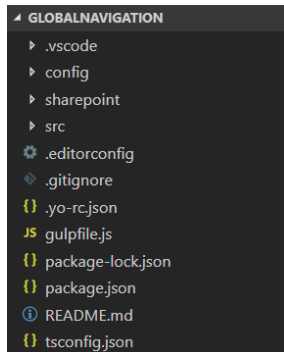 GLOBALNAVIGATION
.vscode
config
sharepoint
src
.editorconfig
.gitignore
{} .yo-rc.json
JS gulpfile.js
{} package-lock.json
{} package.json
README.md
{} tsconfig.json